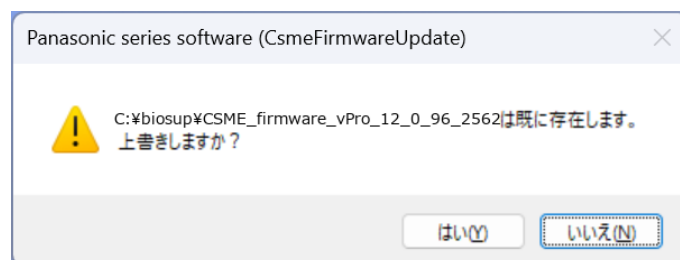 Panasonic series software (CsmeFirmwareUpdate)
C:¥biosup¥CSME_firmware_vPro_12_0_96_2562は既に存在します。
上書きしますか？
はい(Y)
いいえ(N)